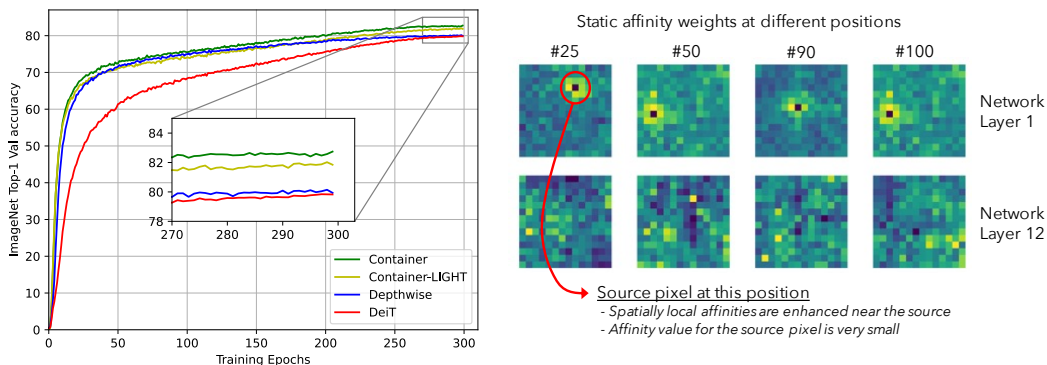 ImageNet Top-1 Val accuracy
80
70
60
50
40
30
20
10
0
0 50 100 150 200 250 300
Training Epochs
84
82
80
78
270 280 290 300
Container
Container-LIGHT
Depthwise
DeiT
Static affinity weights at different positions
#25 #50 #90 #100
Network
Layer 1
Network
Layer 12
Source pixel at this position
- Spatially local affinities are enhanced near the source
- Affinity value for the source pixel is very small